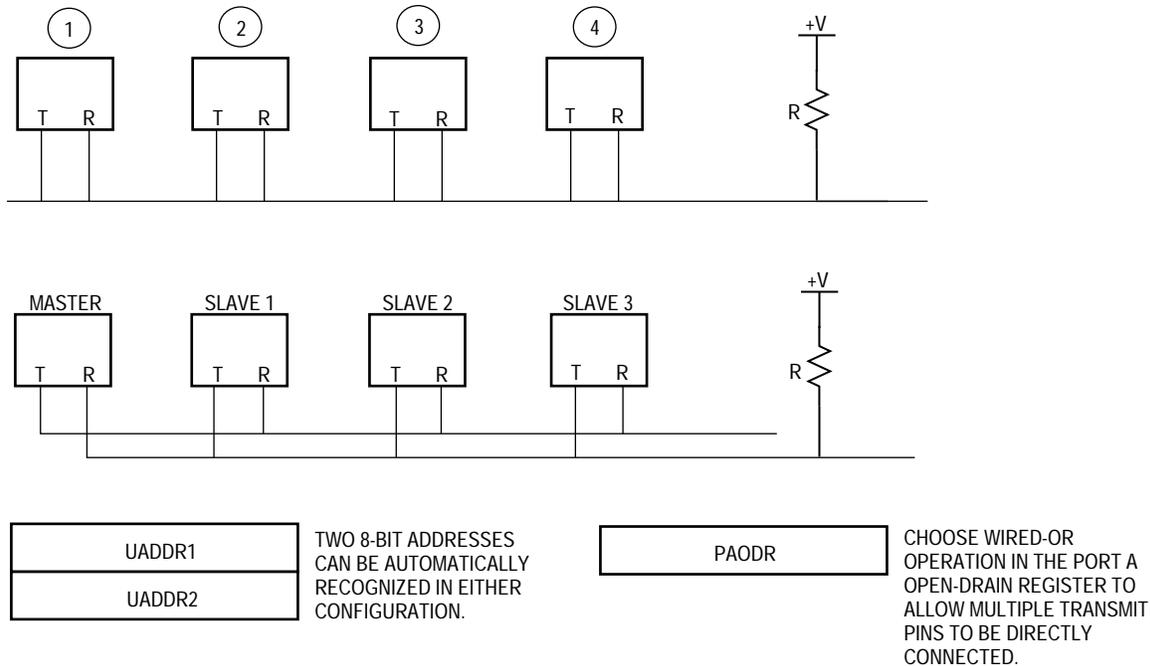 1 2 3 4
+V
T R T R T R T R
R
MASTER SLAVE 1 SLAVE 2 SLAVE 3
+V
T R T R T R T R
R
UADDR1
UADDR2
TWO 8-BIT ADDRESSES
CAN BE AUTOMATICALLY
RECOGNIZED IN EITHER
CONFIGURATION.
PAODR
CHOOSE WIRED-OR
OPERATION IN THE PORT A
OPEN-DRAIN REGISTER TO
ALLOW MULTIPLE TRANSMIT
PINS TO BE DIRECTLY
CONNECTED.